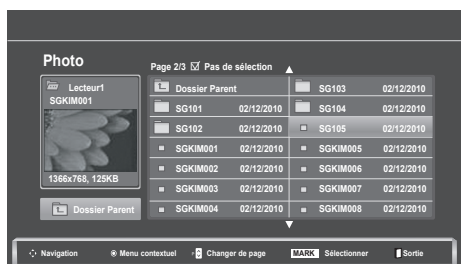 Photo
Page 2/3 ☑ Pas de sélection
Lecteur1
SGKIM001
1366x768, 125KB
Dossier Parent
Dossier Parent
SG101 02/12/2010
SG102 02/12/2010
SGKIM001 02/12/2010
SGKIM002 02/12/2010
SGKIM003 02/12/2010
SGKIM004 02/12/2010
SG103 02/12/2010
SG104 02/12/2010
SG105 02/12/2010
SGKIM005 02/12/2010
SGKIM006 02/12/2010
SGKIM007 02/12/2010
SGKIM008 02/12/2010
Navigation Menu contextuel P Changer de page MARK Sélectionner Sortie